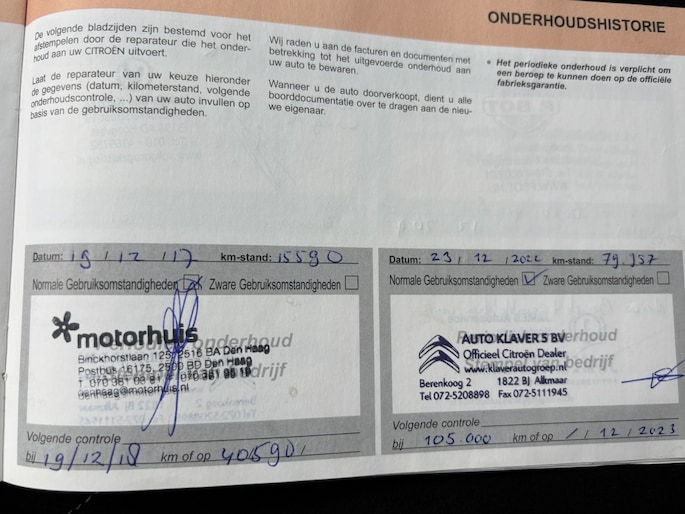 ONDERHOUDSHISTORIE
De volgende bladzijden zijn bestemd voor het
afstempelen door de reparateur die het onder-
houd aan uw CITROËN uitvoert.
Laat de reparateur van uw keuze hieronder
de gegevens (datum, kilometerstand, volgende
onderhoudscontrole, ...) van uw auto invullen op
basis van de gebruiksomstandigheden.
Wij raden u aan de facturen en documenten met
betrekking tot het uitgevoerde onderhoud aan
uw auto te bewaren.
Wanneer u de auto doorverkoopt, dient u alle
boorddocumentatie over te dragen aan de nieu-
we eigenaar.
• Het periodieke onderhoud is verplicht om
een beroep te kunnen doen op de officiële
fabrieksgarantie.
Datum: 19/12/17 km-stand: 15590
Normale Gebruiksomstandigheden Zware Gebruiksomstandigheden
motorhuis
onderhoud
Binckhorstlaan 125, 2516 BA Den Haag
Postbus 16175, 2500 BD Den Haag
bedrijf
denhaag@motorhuis.nl
Volgende controle
bij 19/12/18 km of op 40590
Datum: 23/12/2022 km-stand: 79.957
Normale Gebruiksomstandigheden Zware Gebruiksomstandigheden
AUTO KLAVER 5 BV
onderhoud
Officieel Citroën Dealer
Stempel van bedrijf
www.klaverautogroep.nl
Berenkoog 2 1822 BJ Alkmaar
Tel 072-5208898 Fax 072-5111945
Volgende controle
bij 105.000 km of op / 12 / 2023